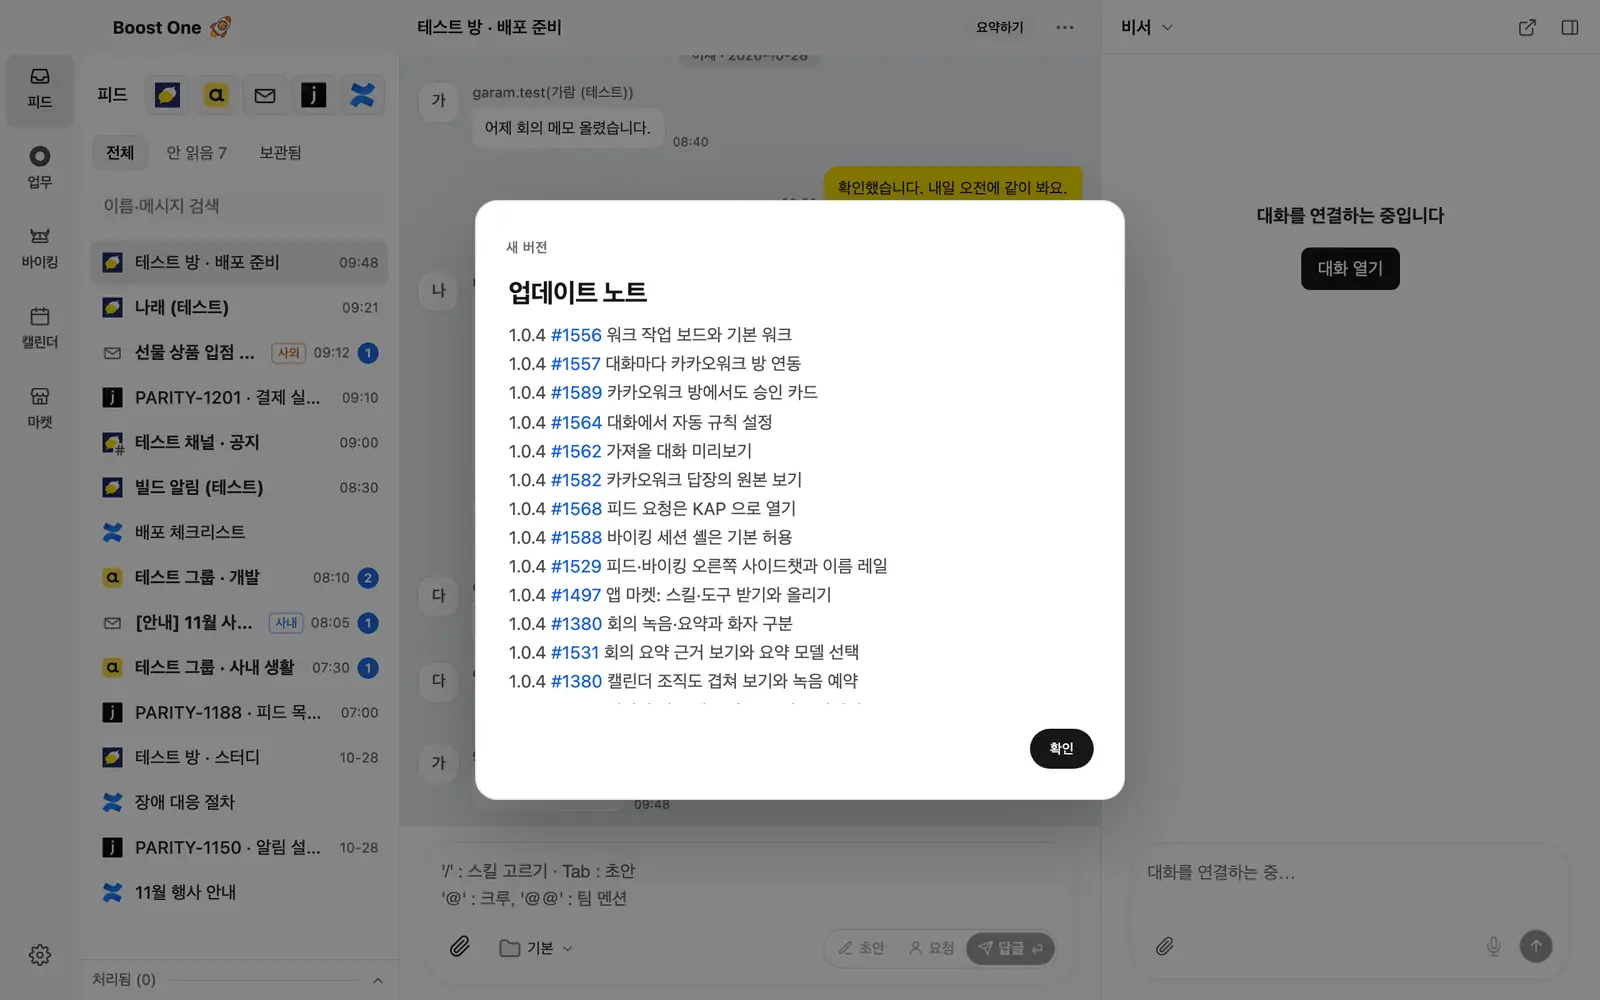 Boost One
테스트 방 · 배포 준비
요약하기
비서
피드
업무
바이킹
캘린더
마켓
피드
전체
안 읽음 7
보관됨
이름·메시지 검색
테스트 방 · 배포 준비 09:48
나래 (테스트) 09:21
선물 상품 입점 ... 사외 09:12 1
PARITY-1201 · 결제 실... 09:10
테스트 채널 · 공지 09:00
빌드 알림 (테스트) 08:30
배포 체크리스트
테스트 그룹 · 개발 08:10 2
[안내] 11월 사... 사내 08:05 1
테스트 그룹 · 사내 생활 07:30 1
PARITY-1188 · 피드 목... 07:00
테스트 방 · 스터디 10-28
장애 대응 절차
PARITY-1150 · 알림 설... 10-28
11월 행사 안내
처리됨 (0)
어제 · 2026-10-28
가
garam.test(가람 (테스트))
어제 회의 메모 올렸습니다.
08:40
확인했습니다. 내일 오전에 같이 봐요.
나
다
다
가
09:48
새 버전
업데이트 노트
1.0.4 #1556 워크 작업 보드와 기본 워크
1.0.4 #1557 대화마다 카카오워크 방 연동
1.0.4 #1589 카카오워크 방에서도 승인 카드
1.0.4 #1564 대화에서 자동 규칙 설정
1.0.4 #1562 가져올 대화 미리보기
1.0.4 #1582 카카오워크 답장의 원본 보기
1.0.4 #1568 피드 요청은 KAP 으로 열기
1.0.4 #1588 바이킹 세션 셸은 기본 허용
1.0.4 #1529 피드·바이킹 오른쪽 사이드챗과 이름 레일
1.0.4 #1497 앱 마켓: 스킬·도구 받기와 올리기
1.0.4 #1380 회의 녹음·요약과 화자 구분
1.0.4 #1531 회의 요약 근거 보기와 요약 모델 선택
1.0.4 #1380 캘린더 조직도 겹쳐 보기와 녹음 예약
확인
'/' : 스킬 고르기 · Tab : 초안
'@' : 크루, '@@' : 팀 멘션
기본
초안
요청
답글
대화를 연결하는 중입니다
대화 열기
대화를 연결하는 중...